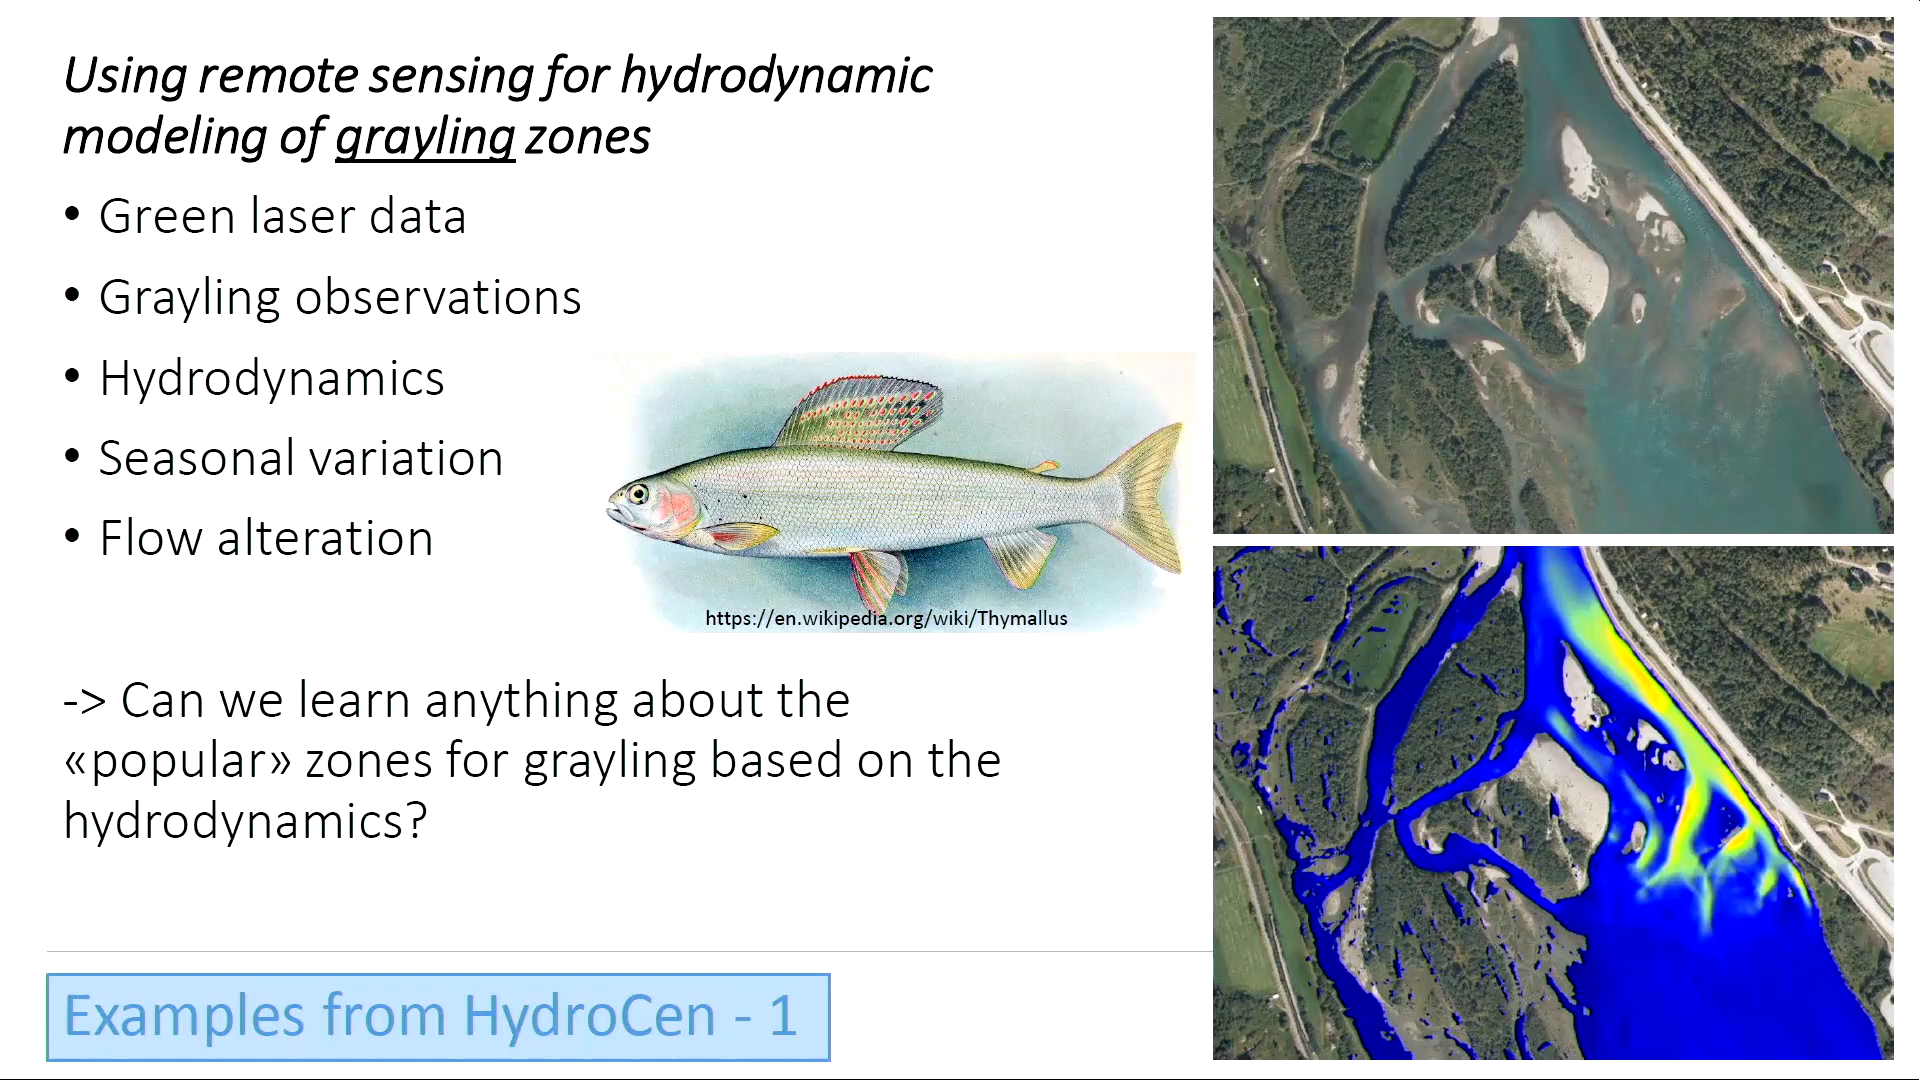 Using remote sensing for hydrodynamic
modeling of grayling zones
• Green laser data
• Grayling observations
• Hydrodynamics
• Seasonal variation
• Flow alteration
https://en.wikipedia.org/wiki/Thymallus
-> Can we learn anything about the
«popular» zones for grayling based on the
hydrodynamics?
Examples from HydroCen - 1